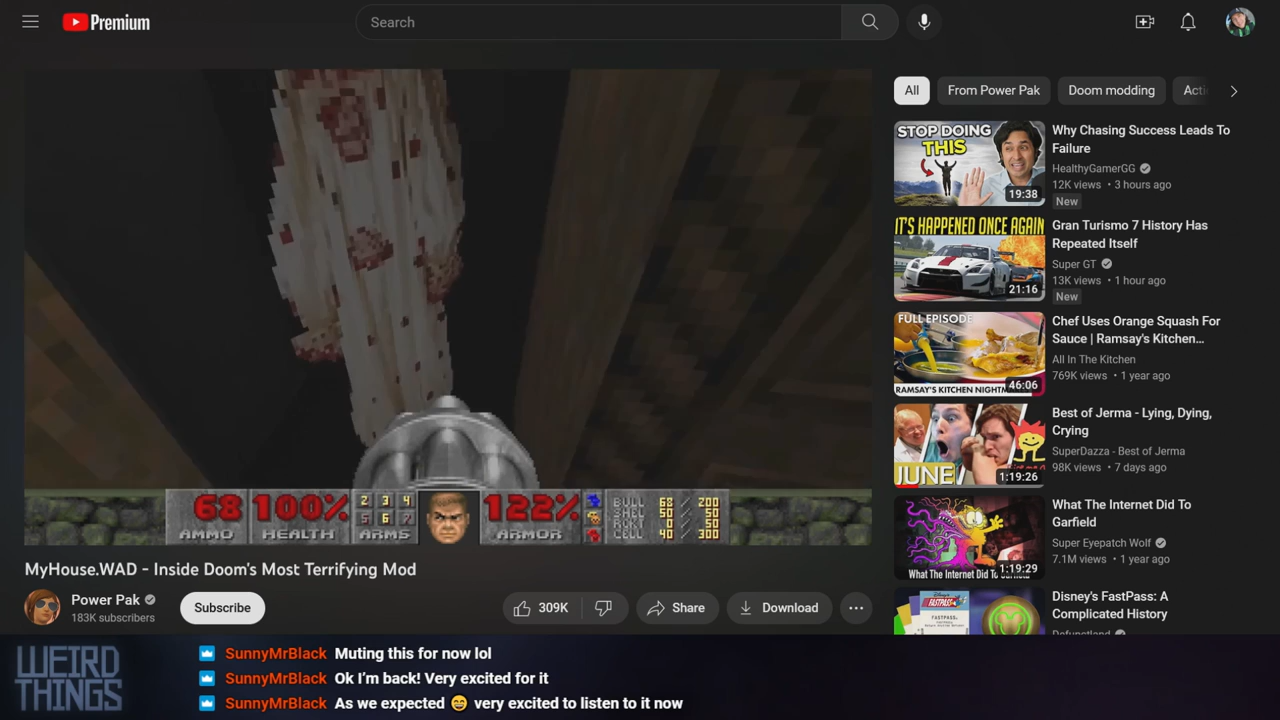 Premium
Search
All
From Power Pak
Doom modding
Acti
STOP DOING
THIS
19:38
Why Chasing Success Leads To
Failure
HealthyGamerGG
12K views • 3 hours ago
New
IT'S HAPPENED ONCE AGAIN
21:16
Gran Turismo 7 History Has
Repeated Itself
Super GT
13K views • 1 hour ago
New
FULL EPISODE
46:06
RAMSAY'S KITCHEN
Chef Uses Orange Squash For
Sauce | Ramsay's Kitchen...
All In The Kitchen
769K views • 1 year ago
JUNE
1:19:26
Best of Jerma - Lying, Dying,
Crying
SuperDazza - Best of Jerma
98K views • 7 days ago
1:19:29
What The Internet Did To
What The Internet Did To
Garfield
Super Eyepatch Wolf
7.1M views • 1 year ago
FASTPASS
Disney's FastPass: A
Complicated History
Defunctland
68 100% 2 3 4 122% BULL 68 / 200
5 6 7 SHEL 50 / 50
RCKT 0 / 50
AMMO HEALTH ARMS ARMOR CELL 40 / 300
MyHouse.WAD - Inside Doom's Most Terrifying Mod
Power Pak
183K subscribers
Subscribe
309K
Share
Download
WEIRD
THINGS
SunnyMrBlack Muting this for now lol
SunnyMrBlack Ok I'm back! Very excited for it
SunnyMrBlack As we expected 😄 very excited to listen to it now